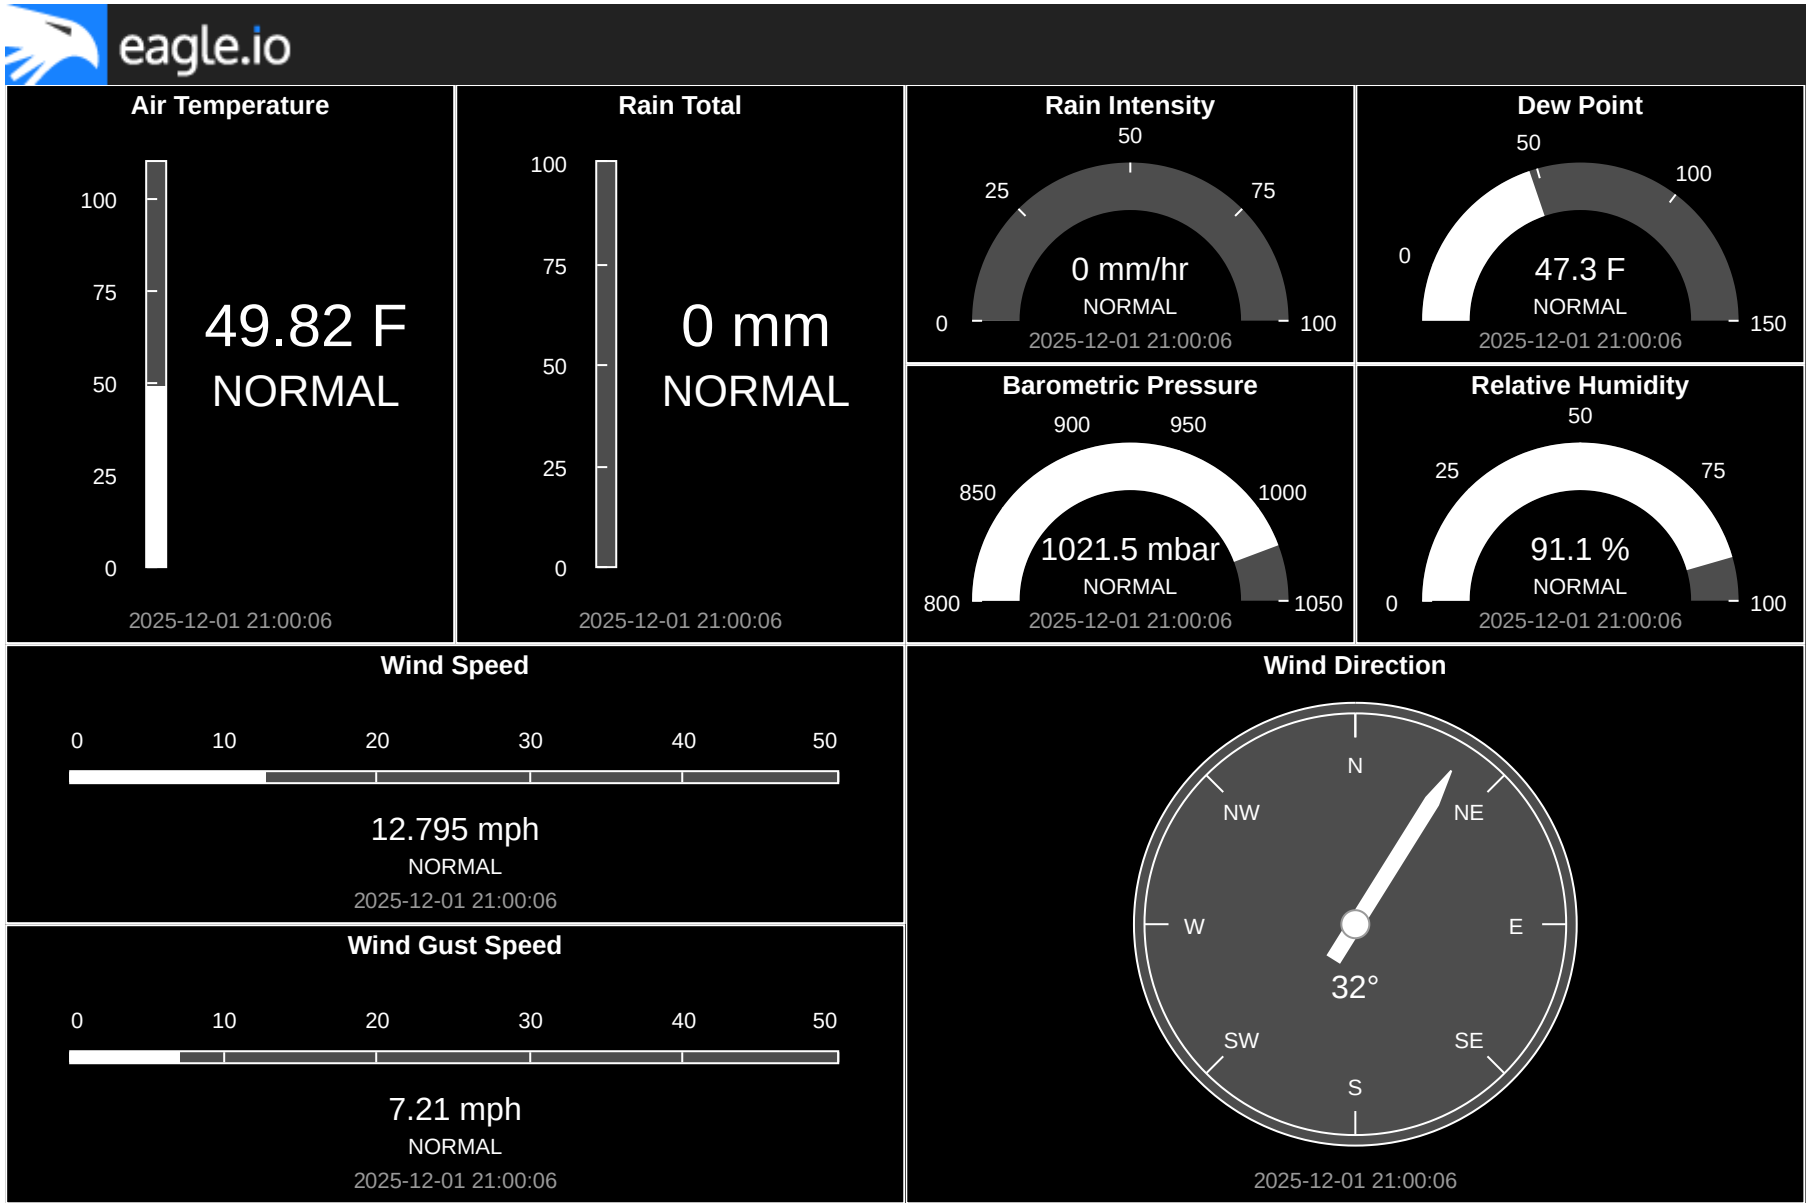 eagle.io
Air Temperature
100
75
50
25
0
49.82 F
NORMAL
2025-12-01 21:00:06
Rain Total
100
75
50
25
0
0 mm
NORMAL
2025-12-01 21:00:06
Rain Intensity
0
25
50
75
100
0 mm/hr
NORMAL
2025-12-01 21:00:06
Dew Point
0
50
100
150
47.3 F
NORMAL
2025-12-01 21:00:06
Barometric Pressure
800
850
900
950
1000
1050
1021.5 mbar
NORMAL
2025-12-01 21:00:06
Relative Humidity
0
25
50
75
100
91.1 %
NORMAL
2025-12-01 21:00:06
Wind Speed
0 10 20 30 40 50
12.795 mph
NORMAL
2025-12-01 21:00:06
Wind Gust Speed
0 10 20 30 40 50
7.21 mph
NORMAL
2025-12-01 21:00:06
Wind Direction
N
NW NE
W E
32°
SW SE
S
2025-12-01 21:00:06